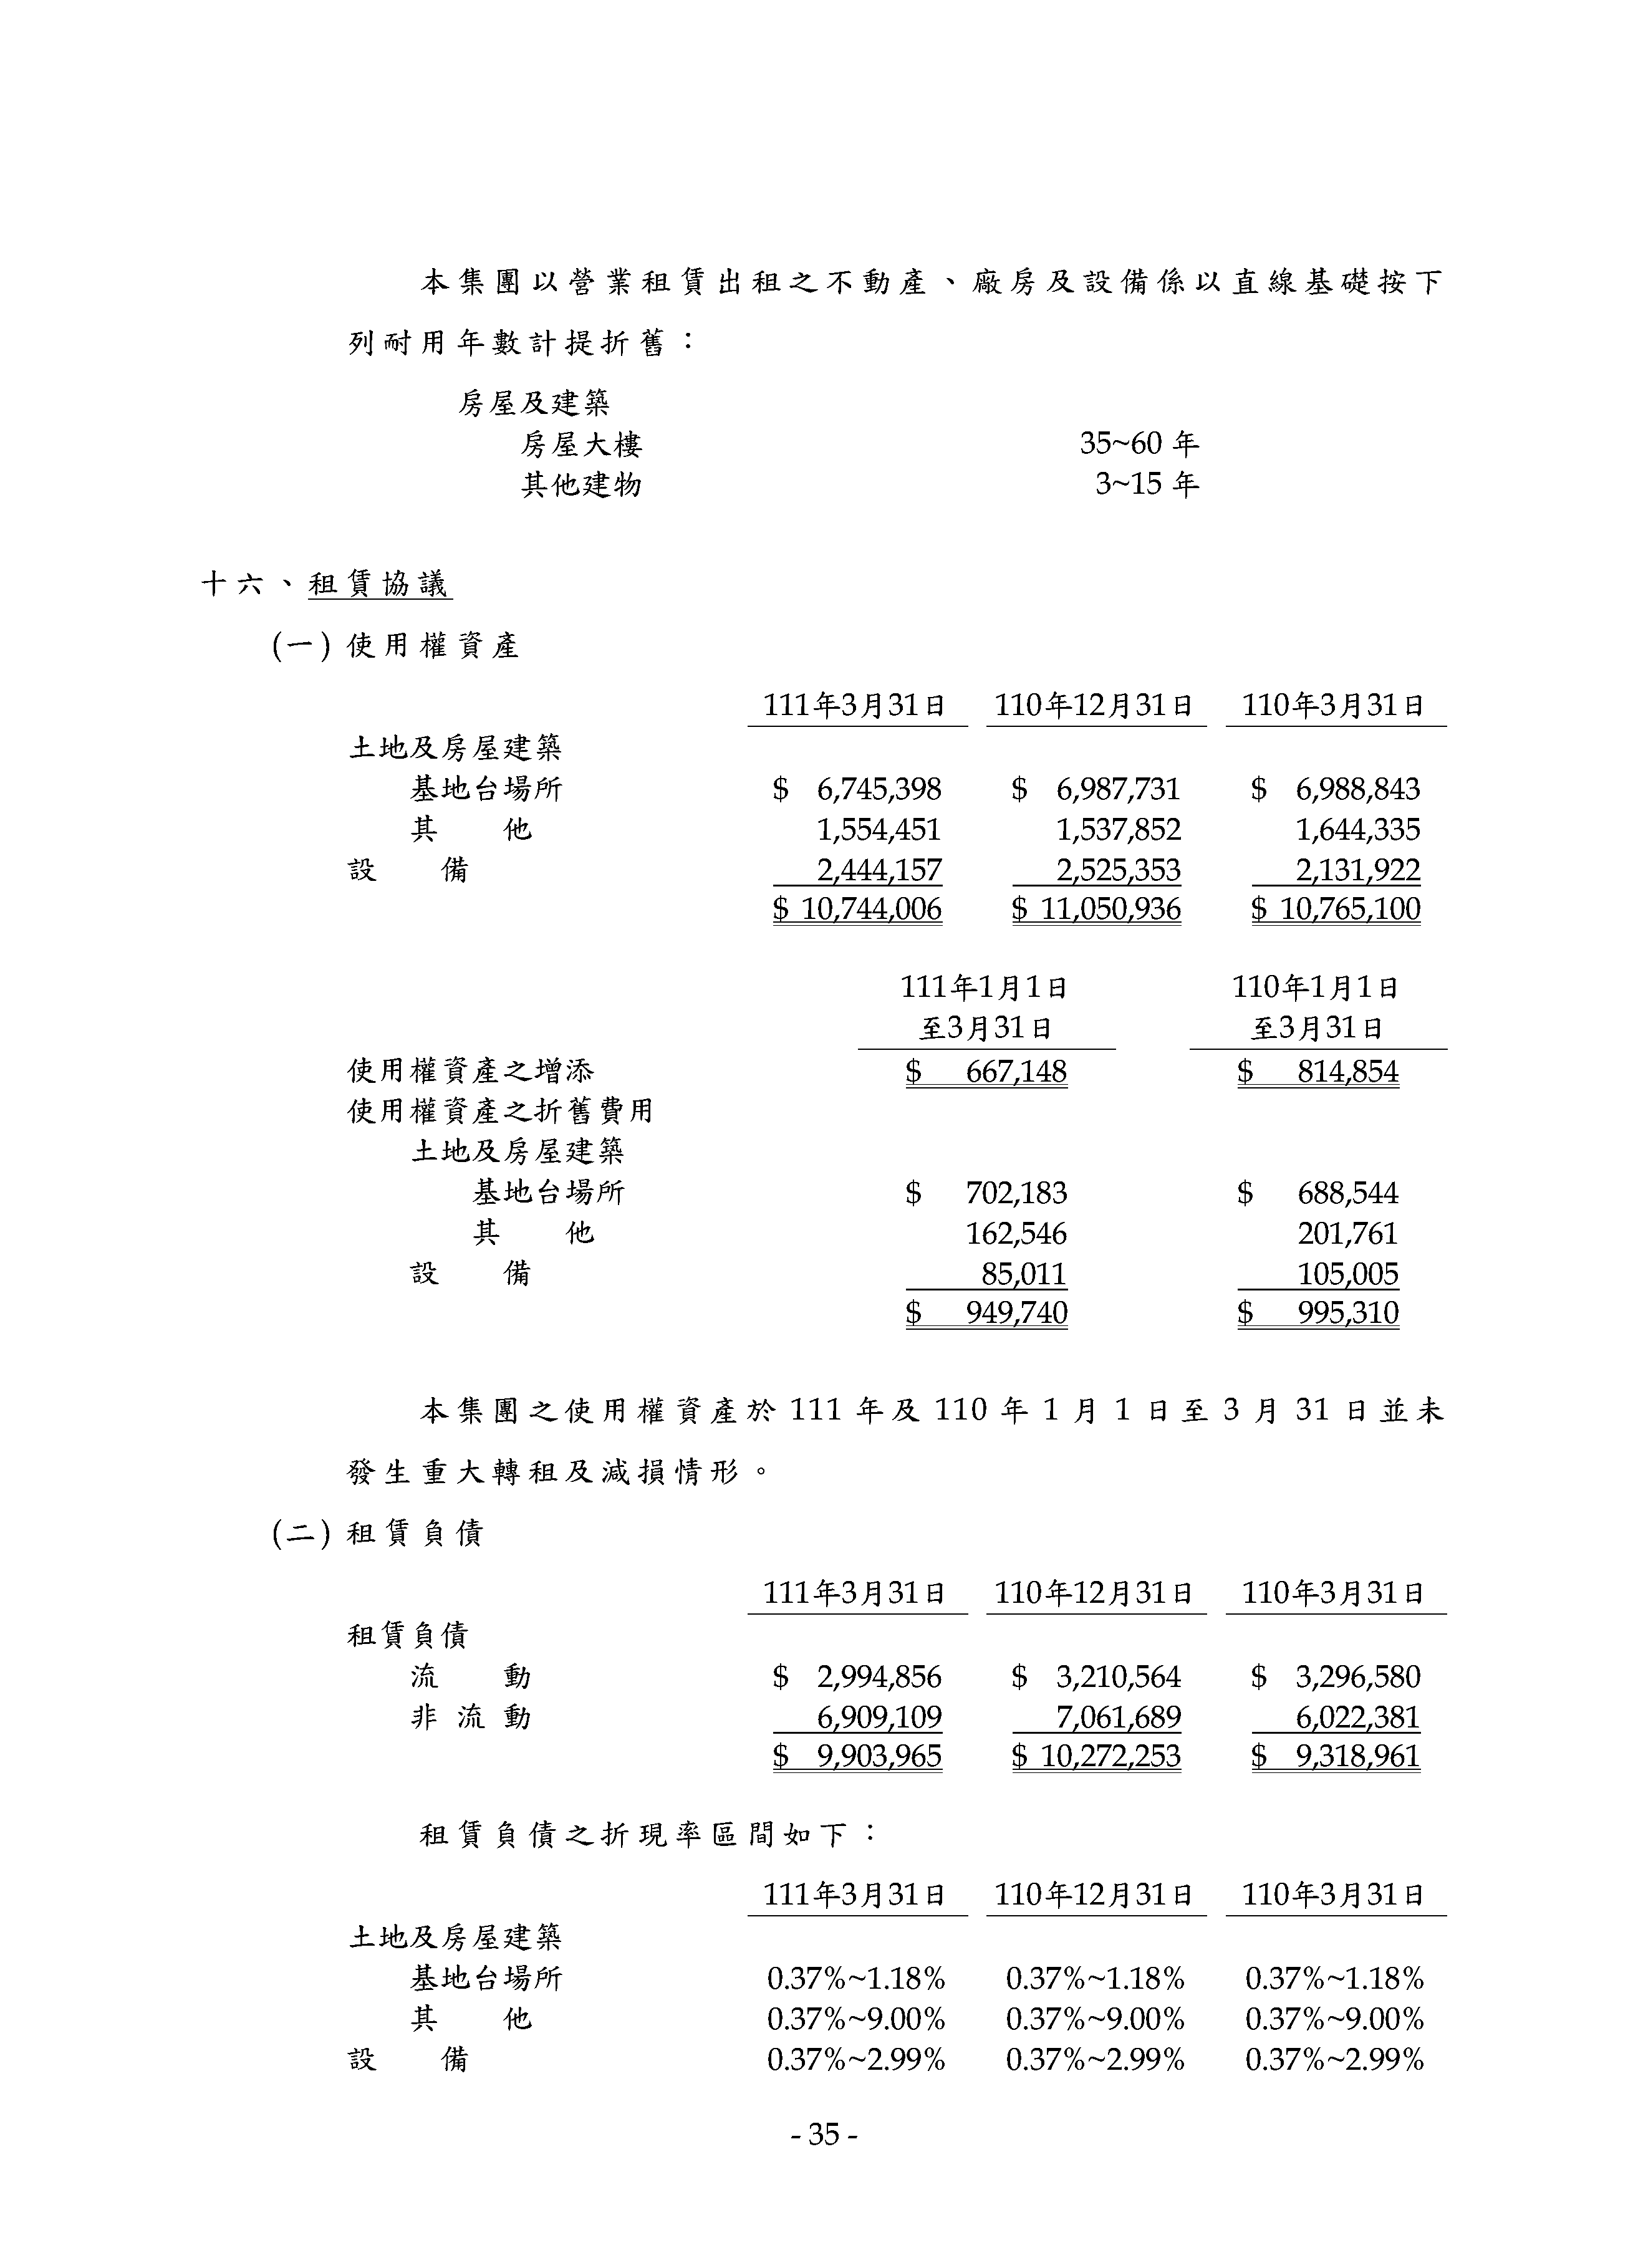 本集團以營業租賃出租之不動產、廠房及設備係以直線基礎按下
列耐用年數計提折舊：
房屋及建築
房屋大樓 35~60 年
其他建物 3~15 年
十六、租賃協議
(一) 使用權資產
111年3月31日 110年12月31日 110年3月31日
土地及房屋建築
基地台場所 $ 6,745,398 $ 6,987,731 $ 6,988,843
其 他 1,554,451 1,537,852 1,644,335
設 備 2,444,157 2,525,353 2,131,922
$ 10,744,006 $ 11,050,936 $ 10,765,100
111年1月1日 110年1月1日
至3月31日 至3月31日
使用權資產之增添 $ 667,148 $ 814,854
使用權資產之折舊費用
土地及房屋建築
基地台場所 $ 702,183 $ 688,544
其 他 162,546 201,761
設 備 85,011 105,005
$ 949,740 $ 995,310
本集團之使用權資產於 111 年及 110 年 1 月 1 日至 3 月 31 日並未
發生重大轉租及減損情形。
(二) 租賃負債
111年3月31日 110年12月31日 110年3月31日
租賃負債
流 動 $ 2,994,856 $ 3,210,564 $ 3,296,580
非 流 動 6,909,109 7,061,689 6,022,381
$ 9,903,965 $ 10,272,253 $ 9,318,961
租賃負債之折現率區間如下：
111年3月31日 110年12月31日 110年3月31日
土地及房屋建築
基地台場所 0.37%~1.18% 0.37%~1.18% 0.37%~1.18%
其 他 0.37%~9.00% 0.37%~9.00% 0.37%~9.00%
設 備 0.37%~2.99% 0.37%~2.99% 0.37%~2.99%
- 35 -